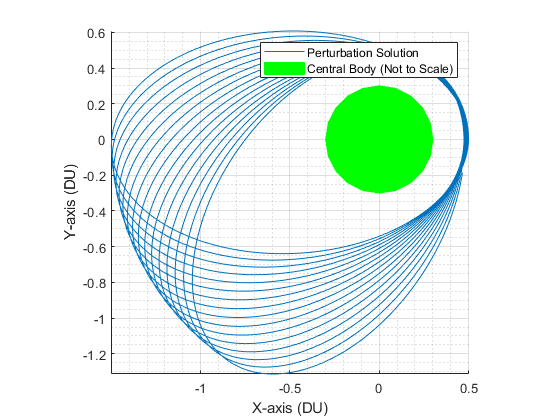 0.6
Perturbation Solution
Central Body (Not to Scale)
0.4
0.2
0
-0.2
-0.4
-0.6
-0.8
-1
-1.2
Y-axis (DU)
-1 -0.5 0 0.5
X-axis (DU)